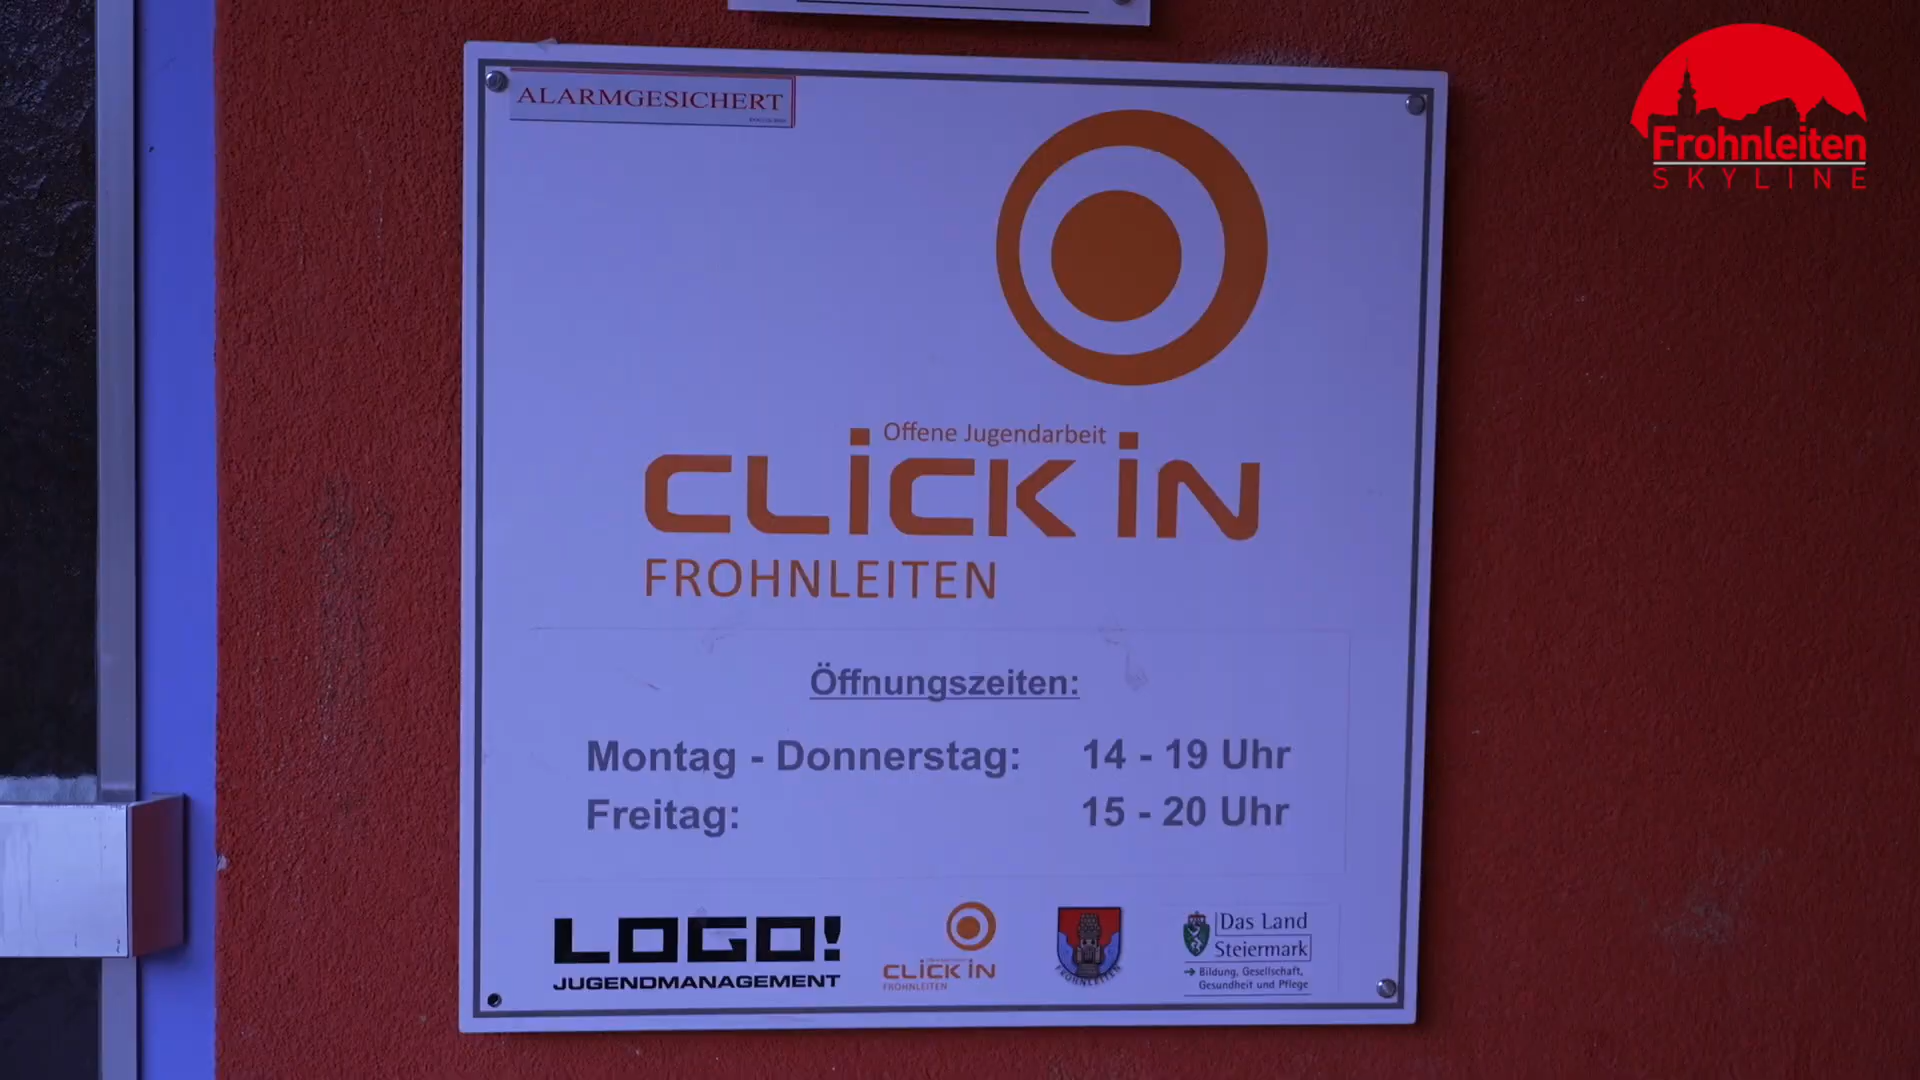 ALARMGESICHERT
Frohnleiten
SKYLINE
Offene Jugendarbeit
CLICK IN
FROHNLEITEN
Öffnungszeiten:
Montag - Donnerstag: 14 - 19 Uhr
Freitag: 15 - 20 Uhr
LOGO!
JUGENDMANAGEMENT
CLICK IN
FROHNLEITEN
FROHNLEITEN
Das Land
Steiermark
→ Bildung, Gesellschaft,
Gesundheit und Pflege